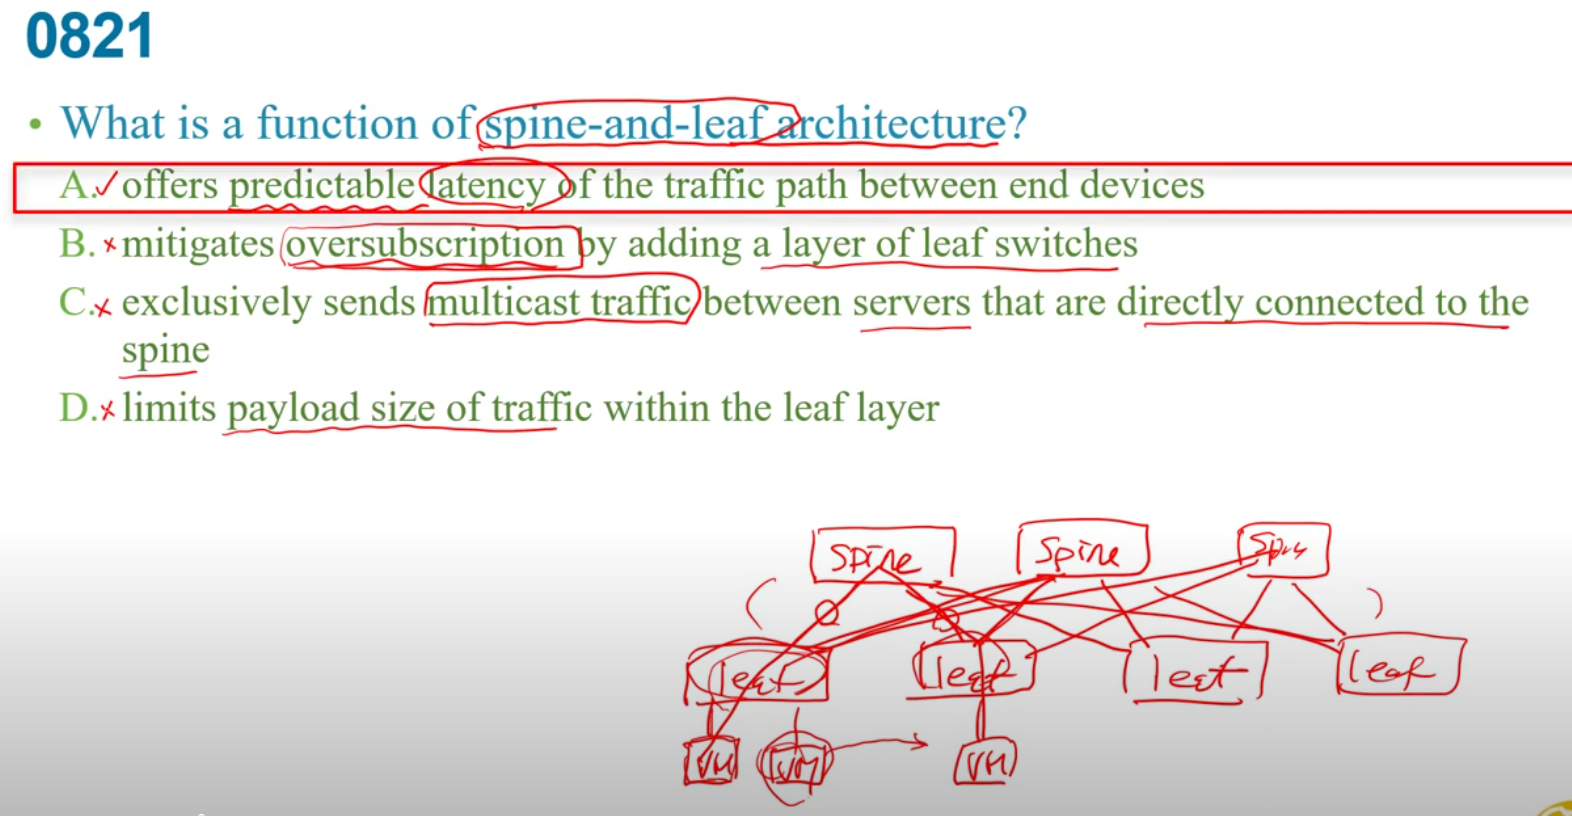 0821
• What is a function of spine-and-leaf architecture?
A. offers predictable latency of the traffic path between end devices
B. mitigates oversubscription by adding a layer of leaf switches
C. exclusively sends multicast traffic between servers that are directly connected to the
spine
D. limits payload size of traffic within the leaf layer
spine spine
leaf leaf leaf leaf
VM VM VM